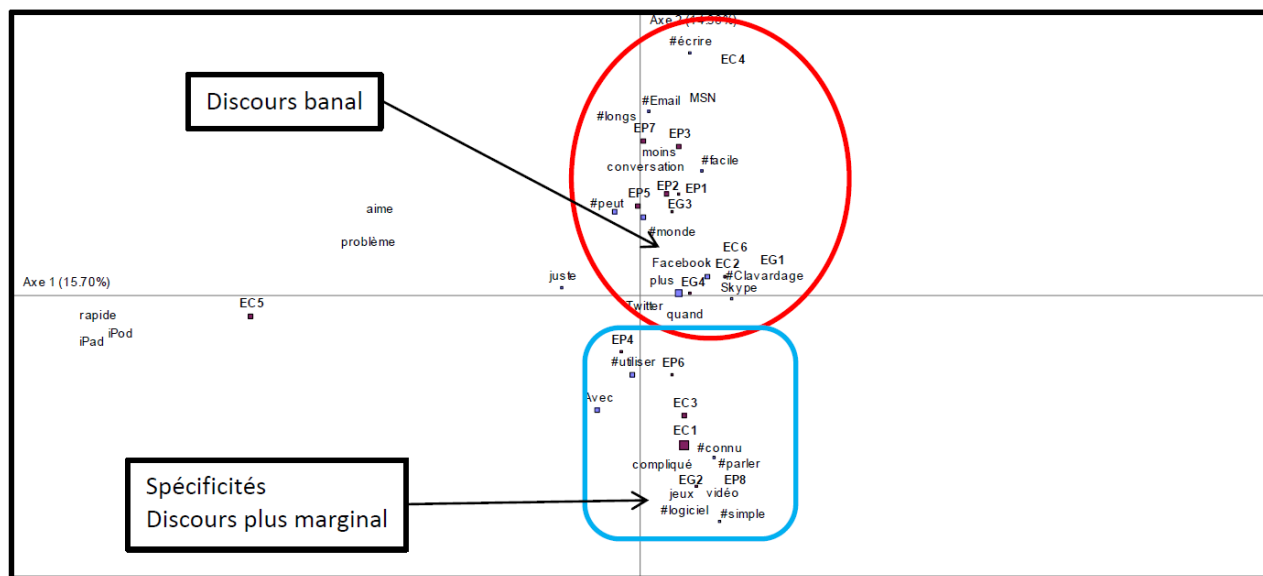 Axe 2 (14.30%)
#écrire
EC4
Discours banal
#Email
MSN
#longs
EP7
EP3
moins
conversation
#facile
EP5
EP2
EP1
#peut
EG3
#monde
aime
problème
EC6
Facebook
EC2
EG1
juste
plus
EG4
#Clavardage
Skype
Axe 1 (15.70%)
EC5
Twitter
quand
rapide
iPod
iPad
EP4
#utiliser
EP6
Avec
EC3
EC1
#connu
compliqué
#parler
Spécificités
Discours plus marginal
EG2
EP8
jeux
vidéo
#logiciel
#simple